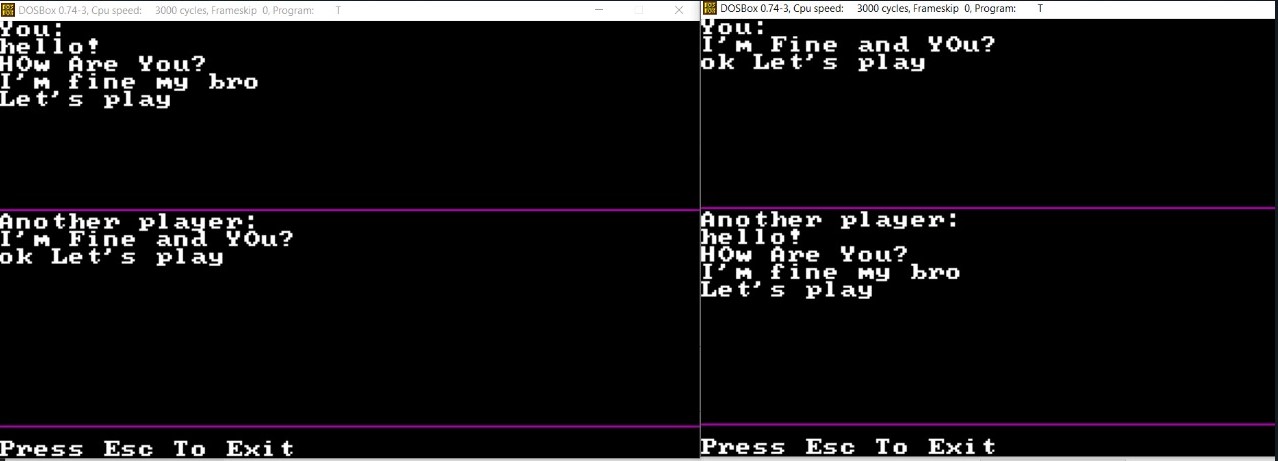 DOSBox 0.74-3, Cpu speed: 3000 cycles, Frameskip 0, Program: T
You:
hello!
HOw Are You?
I'm fine my bro
Let's play
Another player:
I'm Fine and YOu?
ok Let's play
Press Esc To Exit
DOSBox 0.74-3, Cpu speed: 3000 cycles, Frameskip 0, Program: T
You:
I'm Fine and YOu?
ok Let's play
Another player:
hello!
HOw Are You?
I'm fine my bro
Let's play
Press Esc To Exit